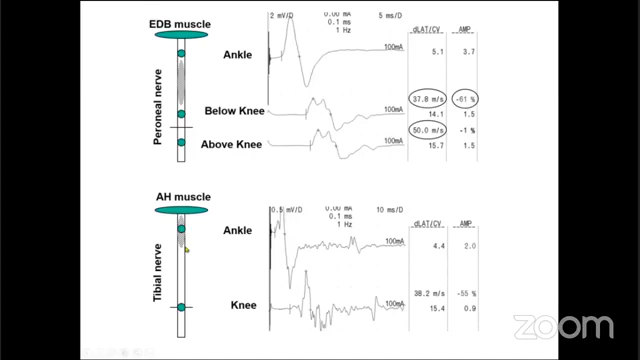 EDB muscle
Peroneal nerve
Ankle
Below Knee
Above Knee
2 mV/D
0.00 mA
0.1 ms
1 Hz
5 ms/D
100mA
100mA
100mA
dLAT/CV AMP
5.1 3.7
37.8 m/s -61 %
14.1 1.5
50.0 m/s -1 %
15.7 1.5
AH muscle
Tibial nerve
Ankle
Knee
0.5 mV/D
0.00 mA
0.1 ms
1 Hz
10 ms/D
100mA
100mA
dLAT/CV AMP
4.4 2.0
38.2 m/s -55 %
15.4 0.9
zoom